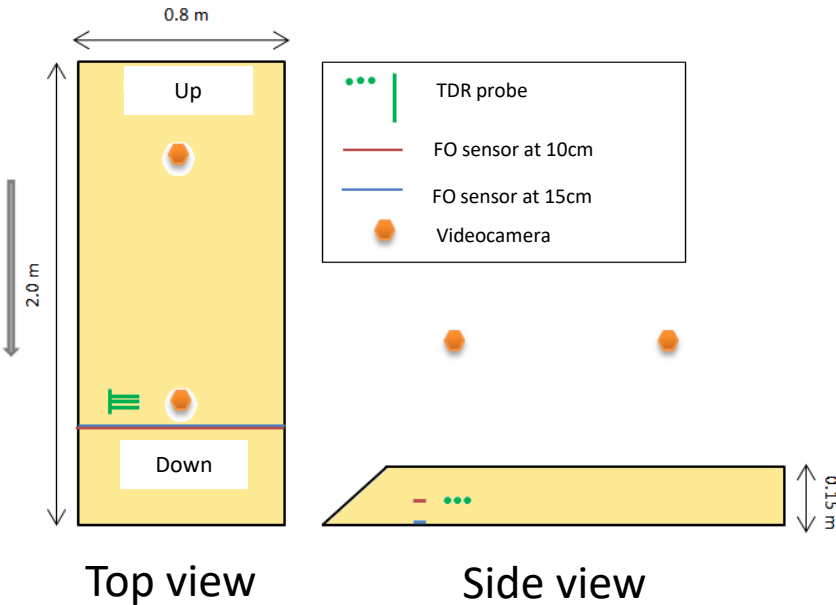 0.8 m
Up
TDR probe
FO sensor at 10cm
FO sensor at 15cm
Videocamera
2.0 m
Down
0.15 m
Top view
Side view